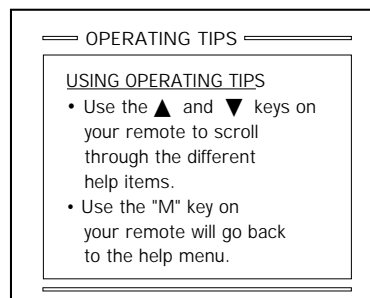 OPERATING TIPS
USING OPERATING TIPS
• Use the ▲ and ▼ keys on
your remote to scroll
through the different
help items.
• Use the "M" key on
your remote will go back
to the help menu.